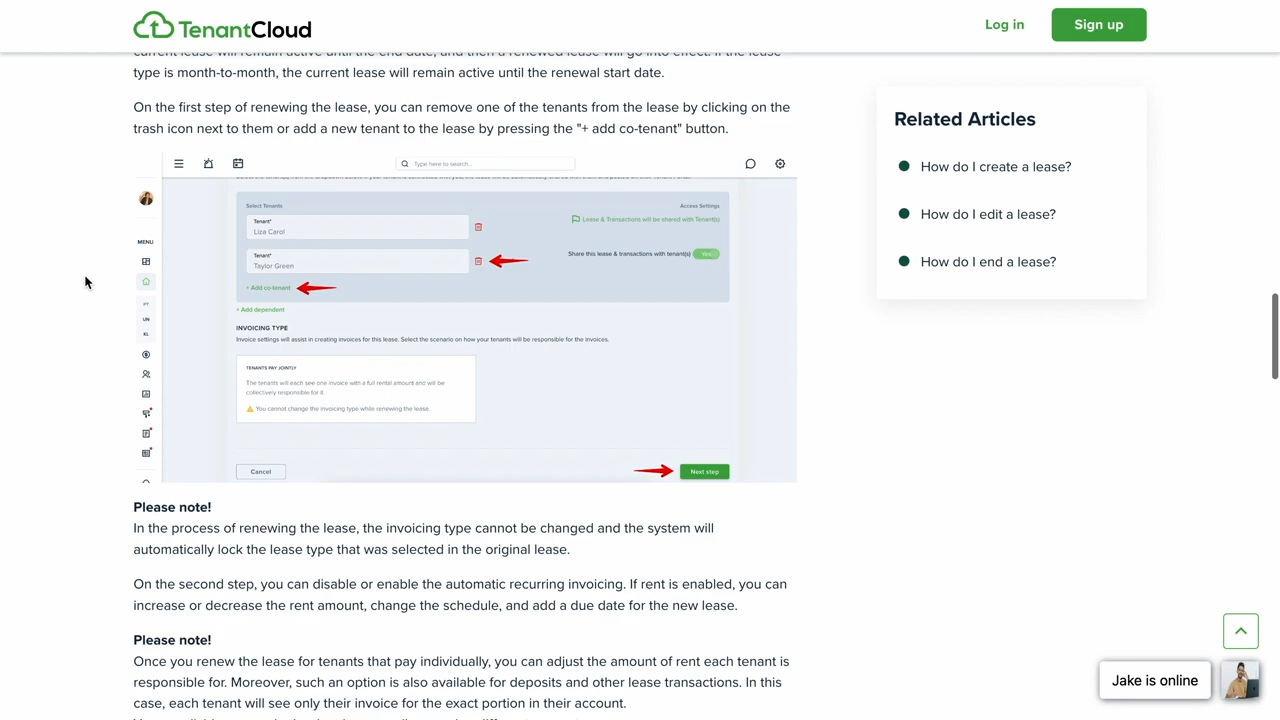 TenantCloud
Log in
Sign up
current lease will remain active until the end date, and then a renewed lease will go into effect. If the lease
type is month-to-month, the current lease will remain active until the renewal start date.
On the first step of renewing the lease, you can remove one of the tenants from the lease by clicking on the
trash icon next to them or add a new tenant to the lease by pressing the "+ add co-tenant" button.
Type here to search...
Select Tenants
Access Settings
Tenant*
Liza Carol
Lease & Transactions will be shared with Tenant(s)
Tenant*
Taylor Green
Share this lease & transactions with tenant(s)
Yes
+ Add co-tenant
+ Add dependent
MENU
PT
UN
KL
INVOICING TYPE
Invoice settings will assist in creating invoices for this lease. Select the scenario on how your tenants will be responsible for the invoices.
TENANTS PAY JOINTLY
The tenants will each see one invoice with a full rental amount and will be
collectively responsible for it.
You cannot change the invoicing type while renewing the lease.
Cancel
Next step
Please note!
In the process of renewing the lease, the invoicing type cannot be changed and the system will
automatically lock the lease type that was selected in the original lease.
On the second step, you can disable or enable the automatic recurring invoicing. If rent is enabled, you can
increase or decrease the rent amount, change the schedule, and add a due date for the new lease.
Please note!
Once you renew the lease for tenants that pay individually, you can adjust the amount of rent each tenant is
responsible for. Moreover, such an option is also available for deposits and other lease transactions. In this
case, each tenant will see only their invoice for the exact portion in their account.
Related Articles
How do I create a lease?
How do I edit a lease?
How do I end a lease?
Jake is online